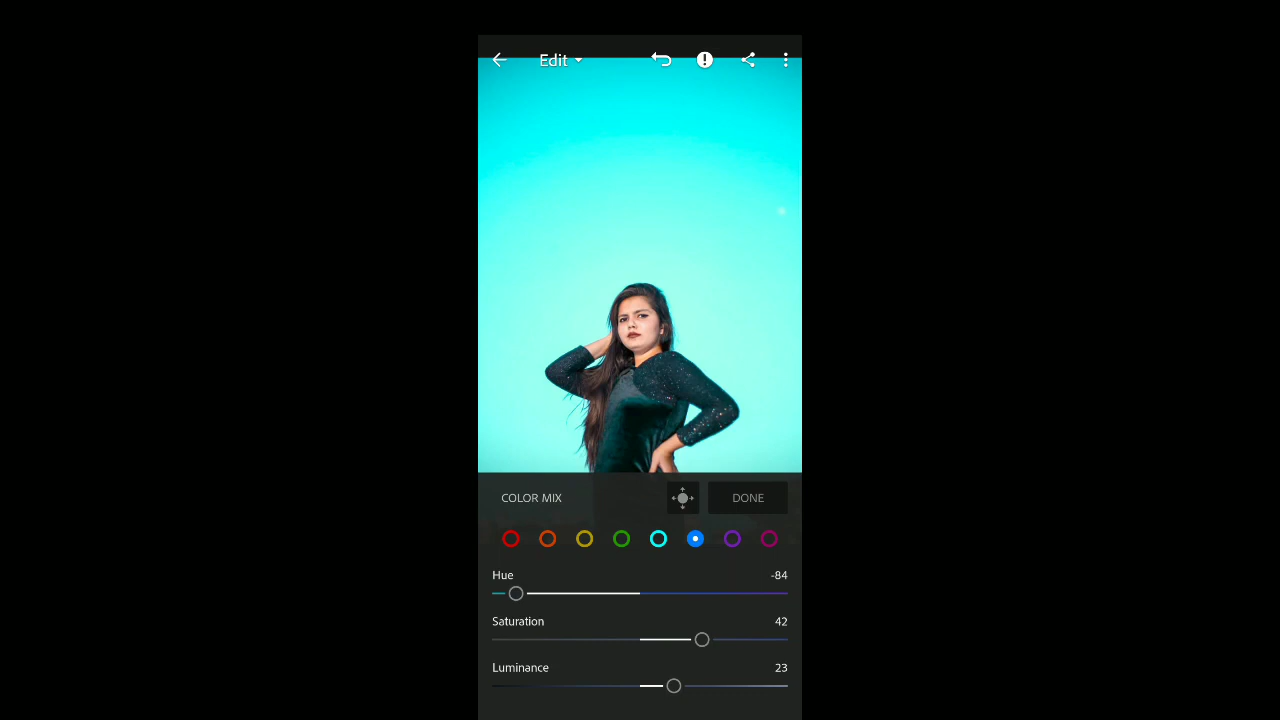 Edit
COLOR MIX
DONE
Hue -84
Saturation 42
Luminance 23